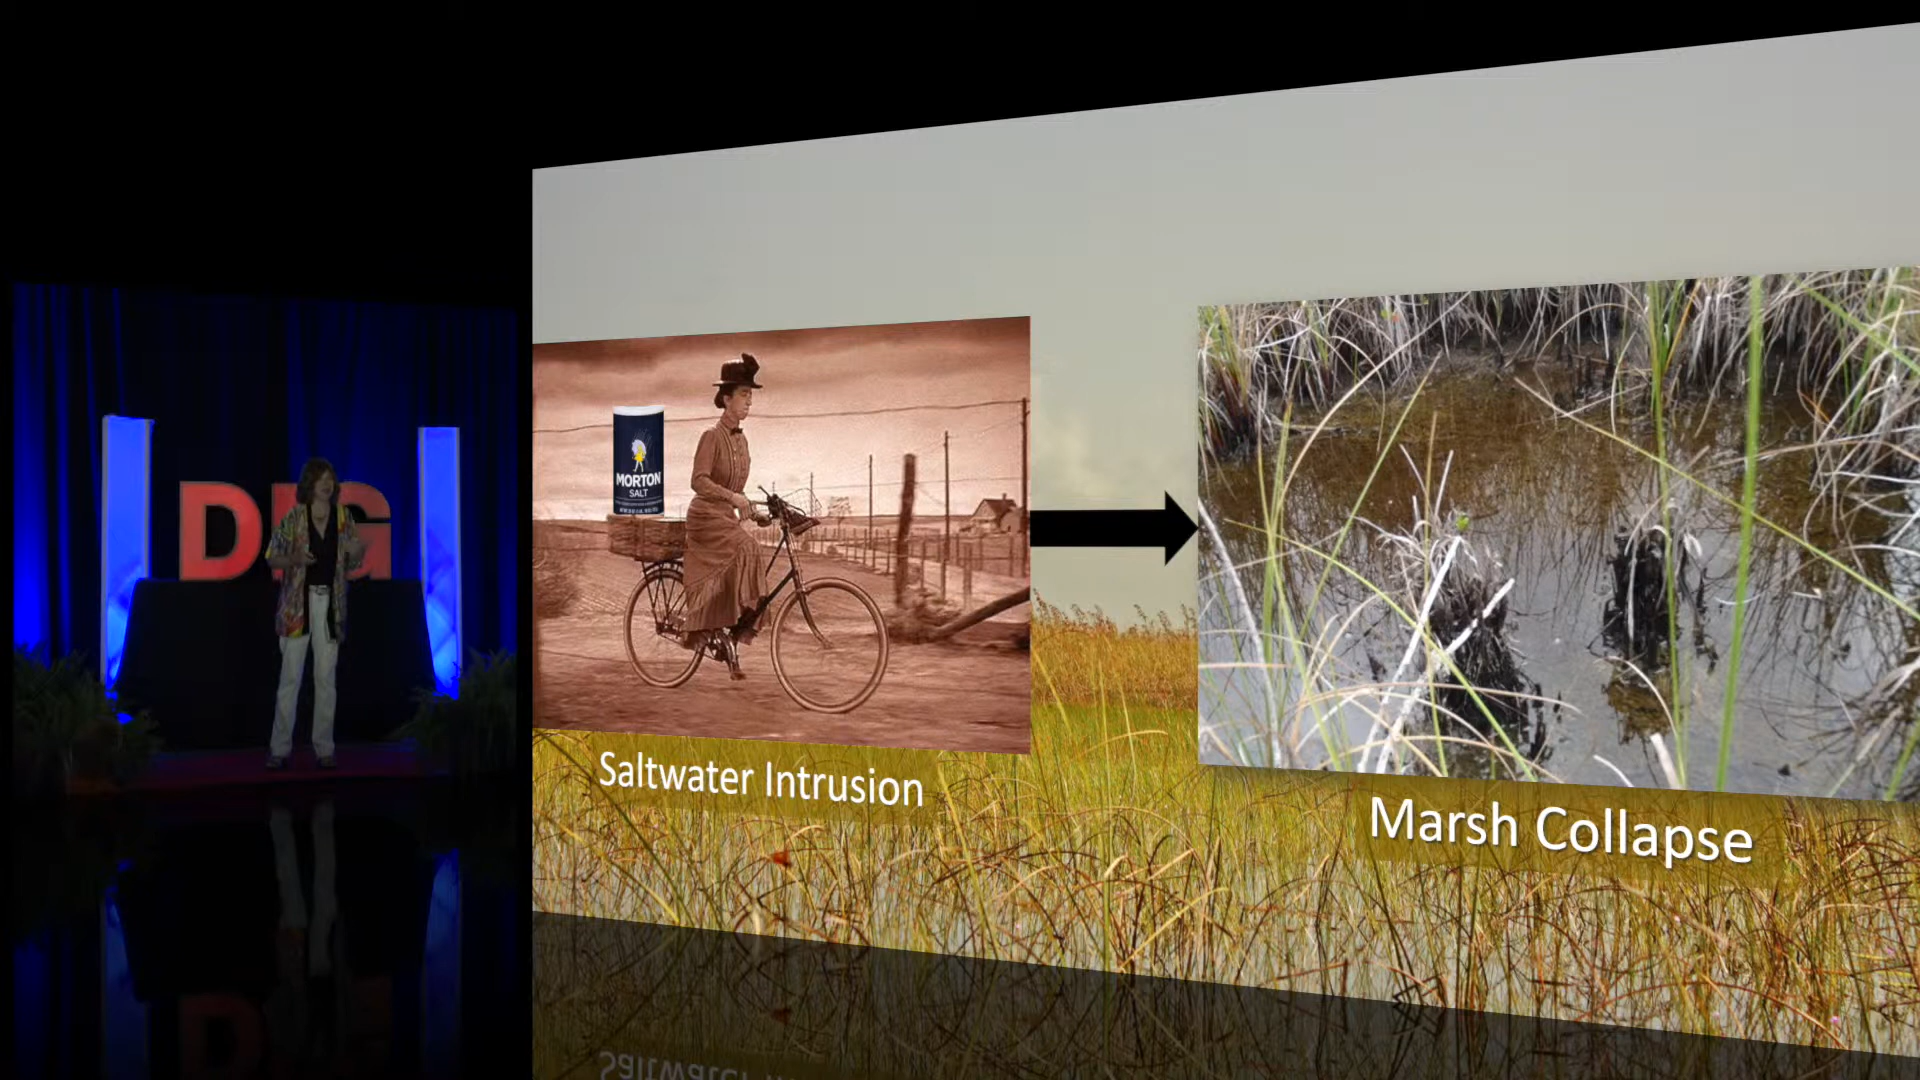 D G
MORTON
SALT
Saltwater Intrusion
Marsh Collapse